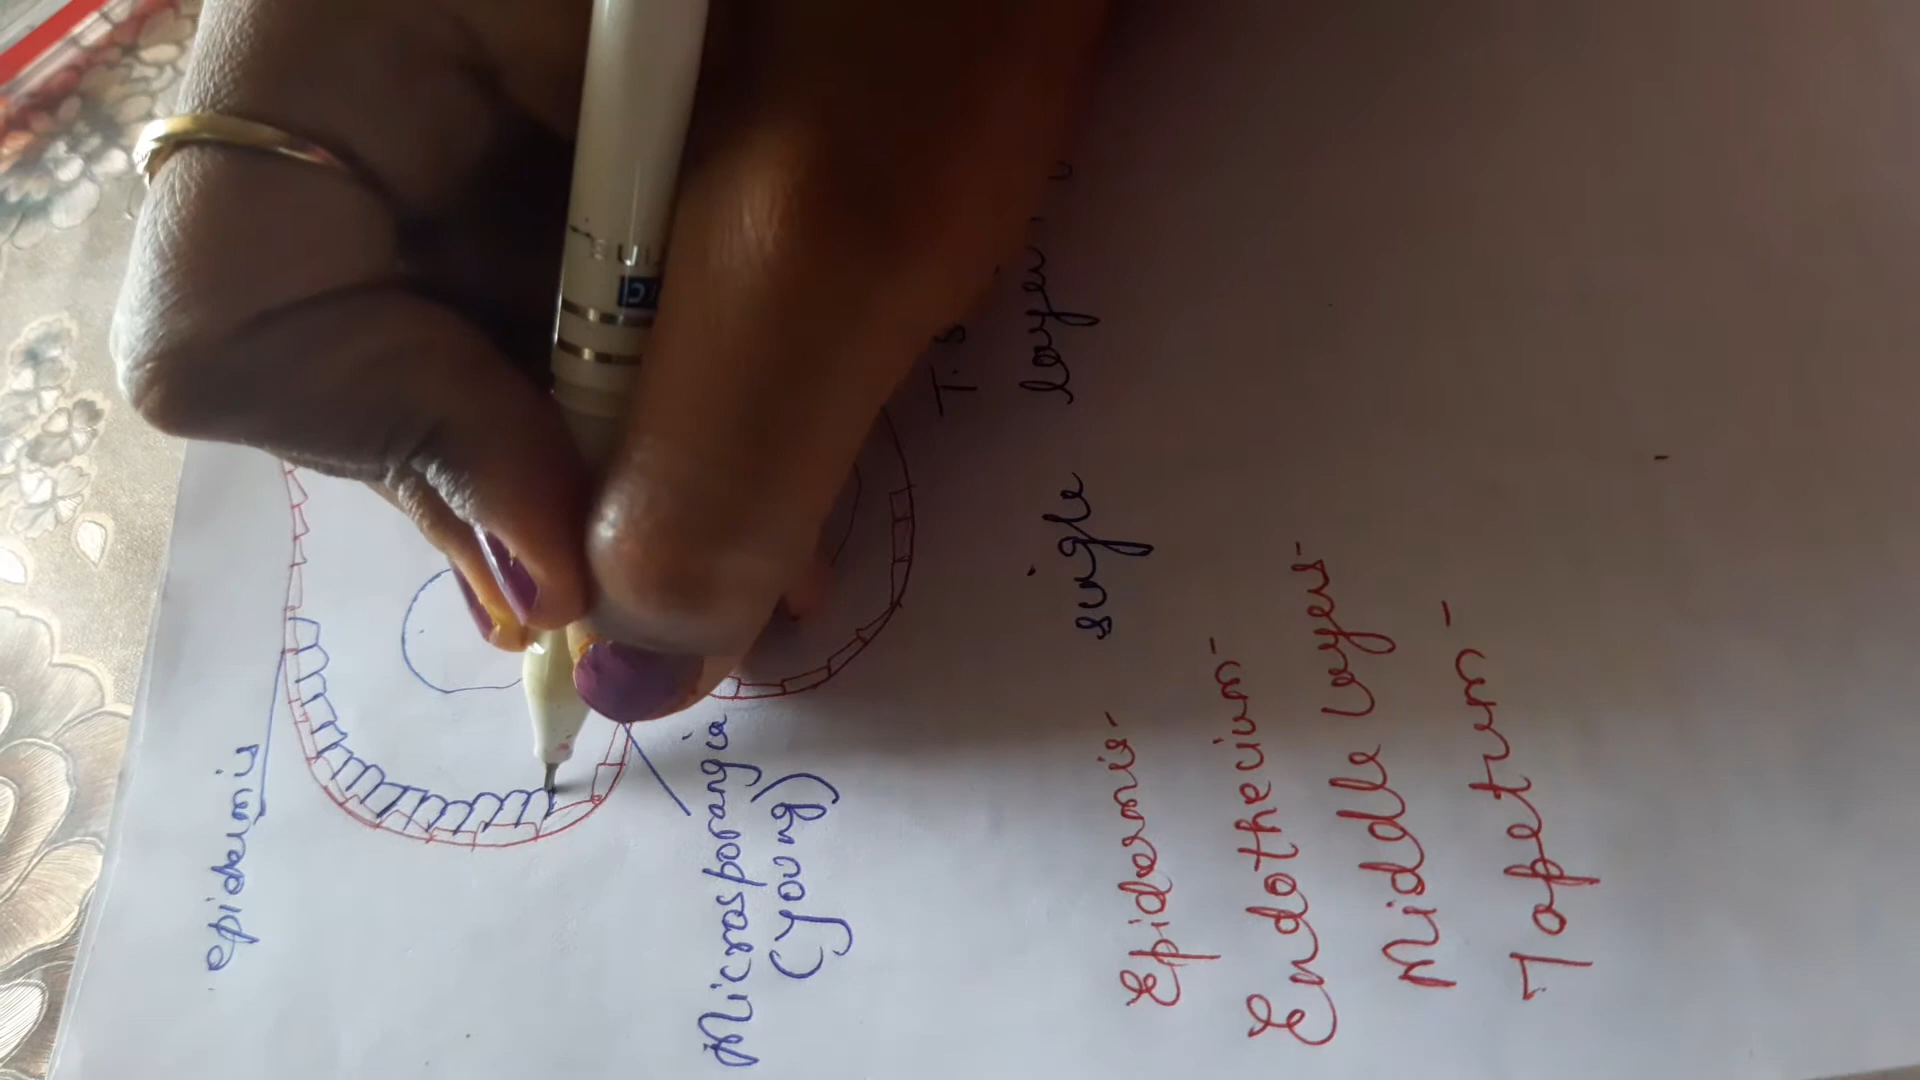 epidermis
Microsporangia
(young)
T.S
Epidermis- single layer
Endothecium-
Middle layers-
Tapetum-